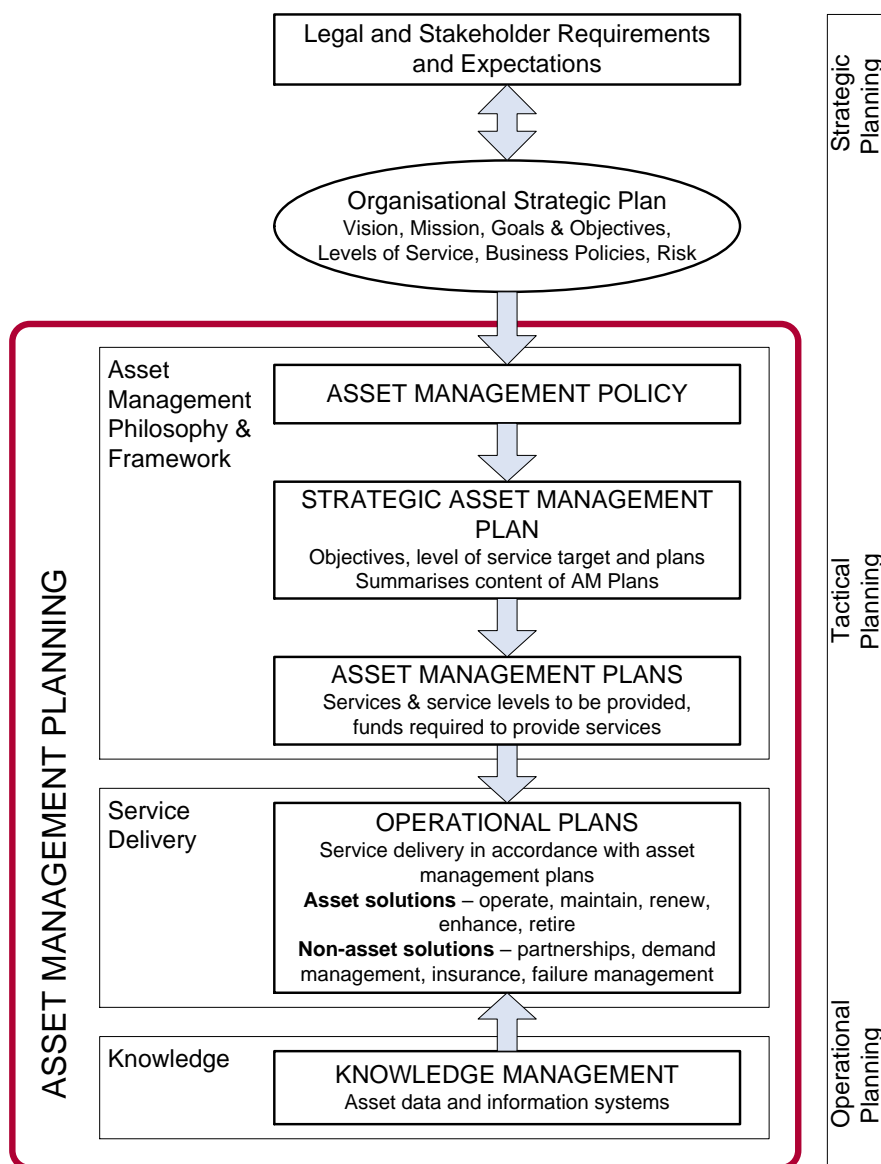 Legal and Stakeholder Requirements
and Expectations
Organisational Strategic Plan
Vision, Mission, Goals & Objectives,
Levels of Service, Business Policies, Risk
Asset
Management
Philosophy &
Framework
ASSET MANAGEMENT POLICY
STRATEGIC ASSET MANAGEMENT
PLAN
Objectives, level of service target and plans
Summarises content of AM Plans
ASSET MANAGEMENT PLANS
Services & service levels to be provided,
funds required to provide services
Service
Delivery
OPERATIONAL PLANS
Service delivery in accordance with asset
management plans
Asset solutions – operate, maintain, renew,
enhance, retire
Non-asset solutions – partnerships, demand
management, insurance, failure management
Knowledge
KNOWLEDGE MANAGEMENT
Asset data and information systems
ASSET MANAGEMENT PLANNING
Strategic
Planning
Tactical
Planning
Operational
Planning